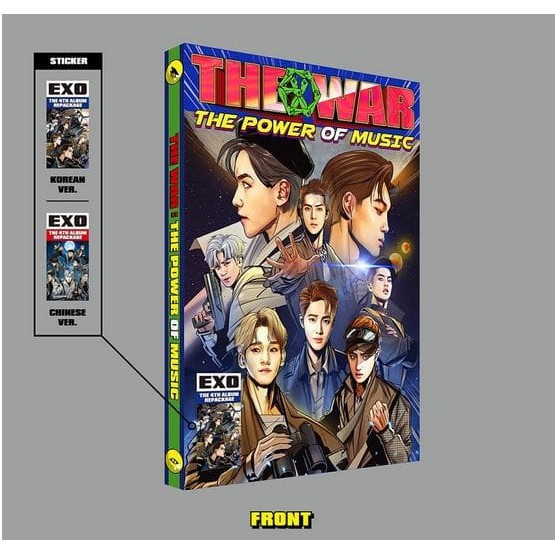 STICKER
EXO
THE 4TH ALBUM
REPACKAGE
KOREAN
VER.
EXO
THE 4TH ALBUM
REPACKAGE
CHINESE
VER.
THE WAR
THE POWER OF MUSIC
THE WAR : THE POWER OF MUSIC
EXO
THE 4TH ALBUM
REPACKAGE
FRONT